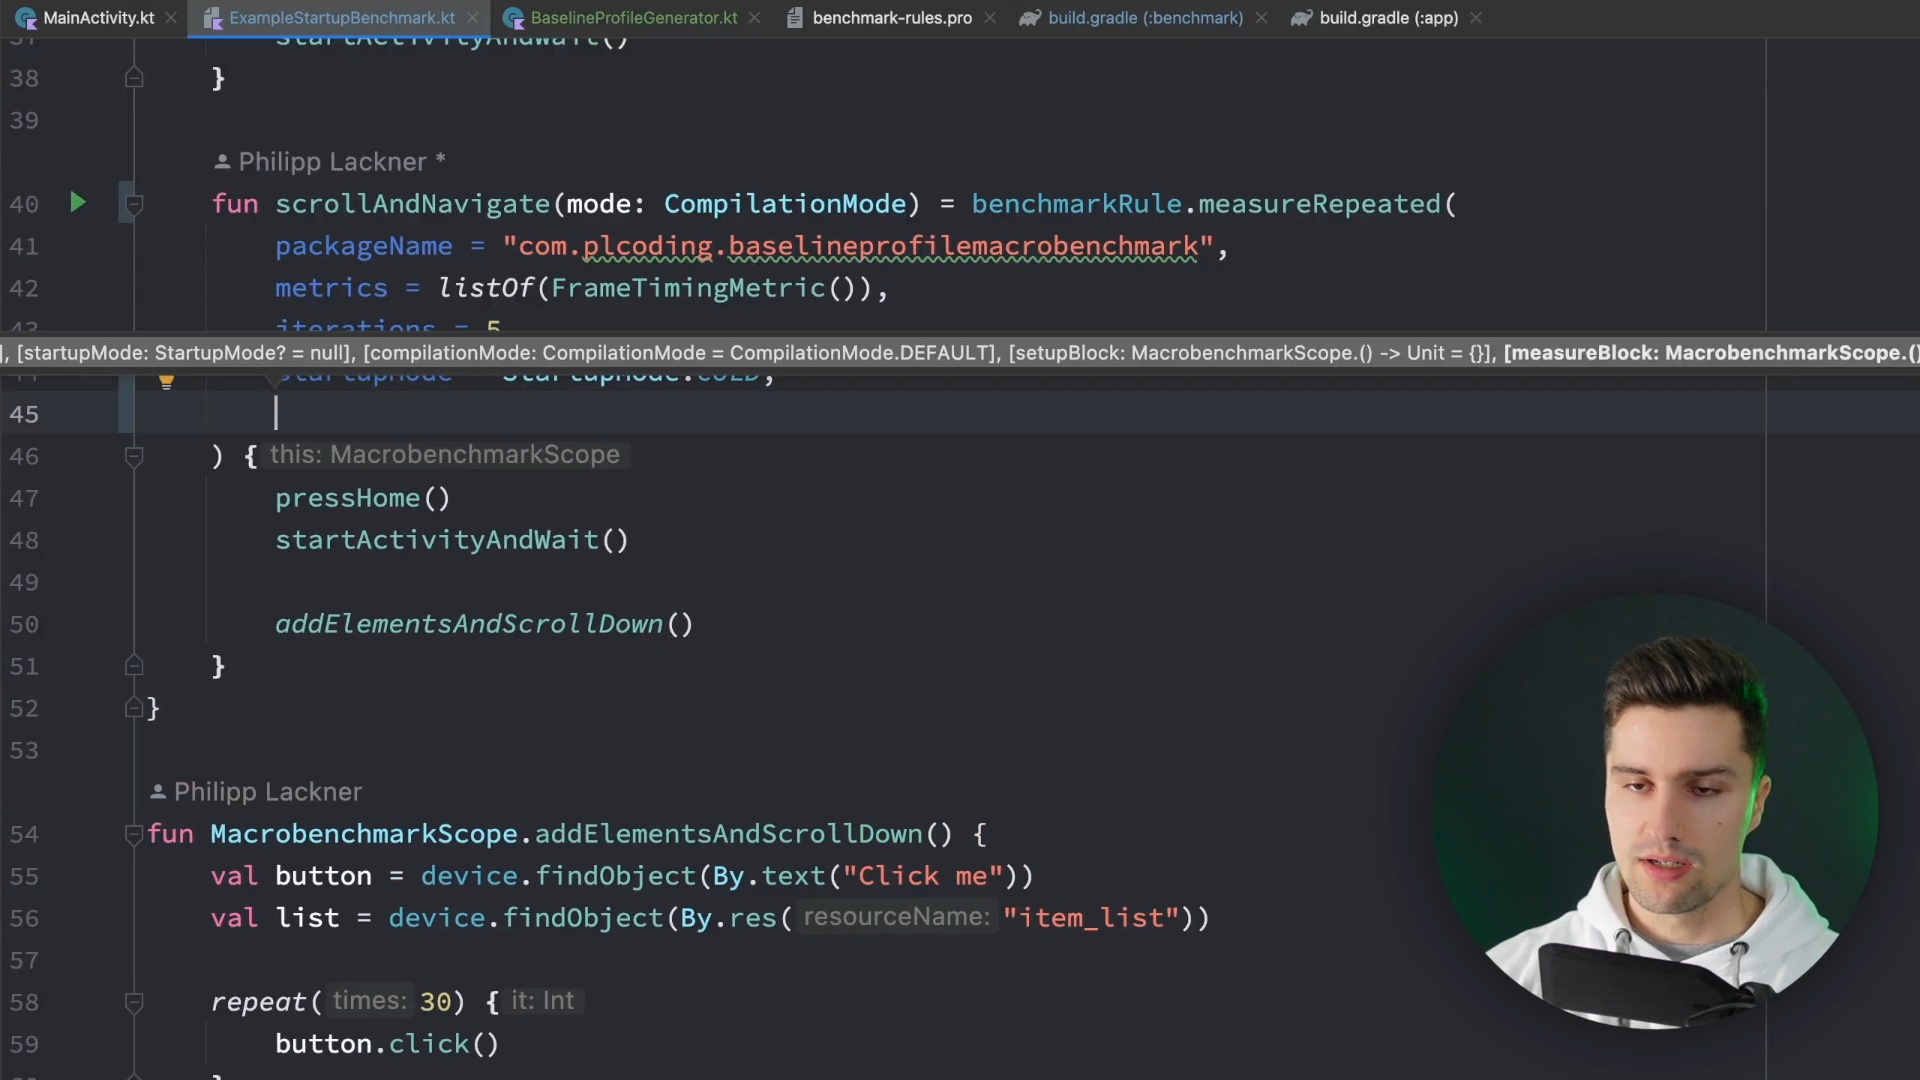 MainActivity.kt ExampleStartupBenchmark.kt BaselineProfileGenerator.kt benchmark-rules.pro build.gradle (:benchmark) build.gradle (:app)
37 startActivityAndWait()
38 }
39
Philipp Lackner *
40 fun scrollAndNavigate(mode: CompilationMode) = benchmarkRule.measureRepeated(
41 packageName = "com.plcoding.baselineprofilemacrobenchmark",
42 metrics = listOf(FrameTimingMetric()),
43 iterations = 5
], [startupMode: StartupMode? = null], [compilationMode: CompilationMode = CompilationMode.DEFAULT], [setupBlock: MacrobenchmarkScope.() -> Unit = {}], [measureBlock: MacrobenchmarkScope.()
44 startupMode = StartupMode.COLD,
45
46 ) { this: MacrobenchmarkScope
47 pressHome()
48 startActivityAndWait()
49
50 addElementsAndScrollDown()
51 }
52 }
53
Philipp Lackner
54 fun MacrobenchmarkScope.addElementsAndScrollDown() {
55 val button = device.findObject(By.text("Click me"))
56 val list = device.findObject(By.res( resourceName: "item_list"))
57
58 repeat( times: 30) { it: Int
59 button.click()
}